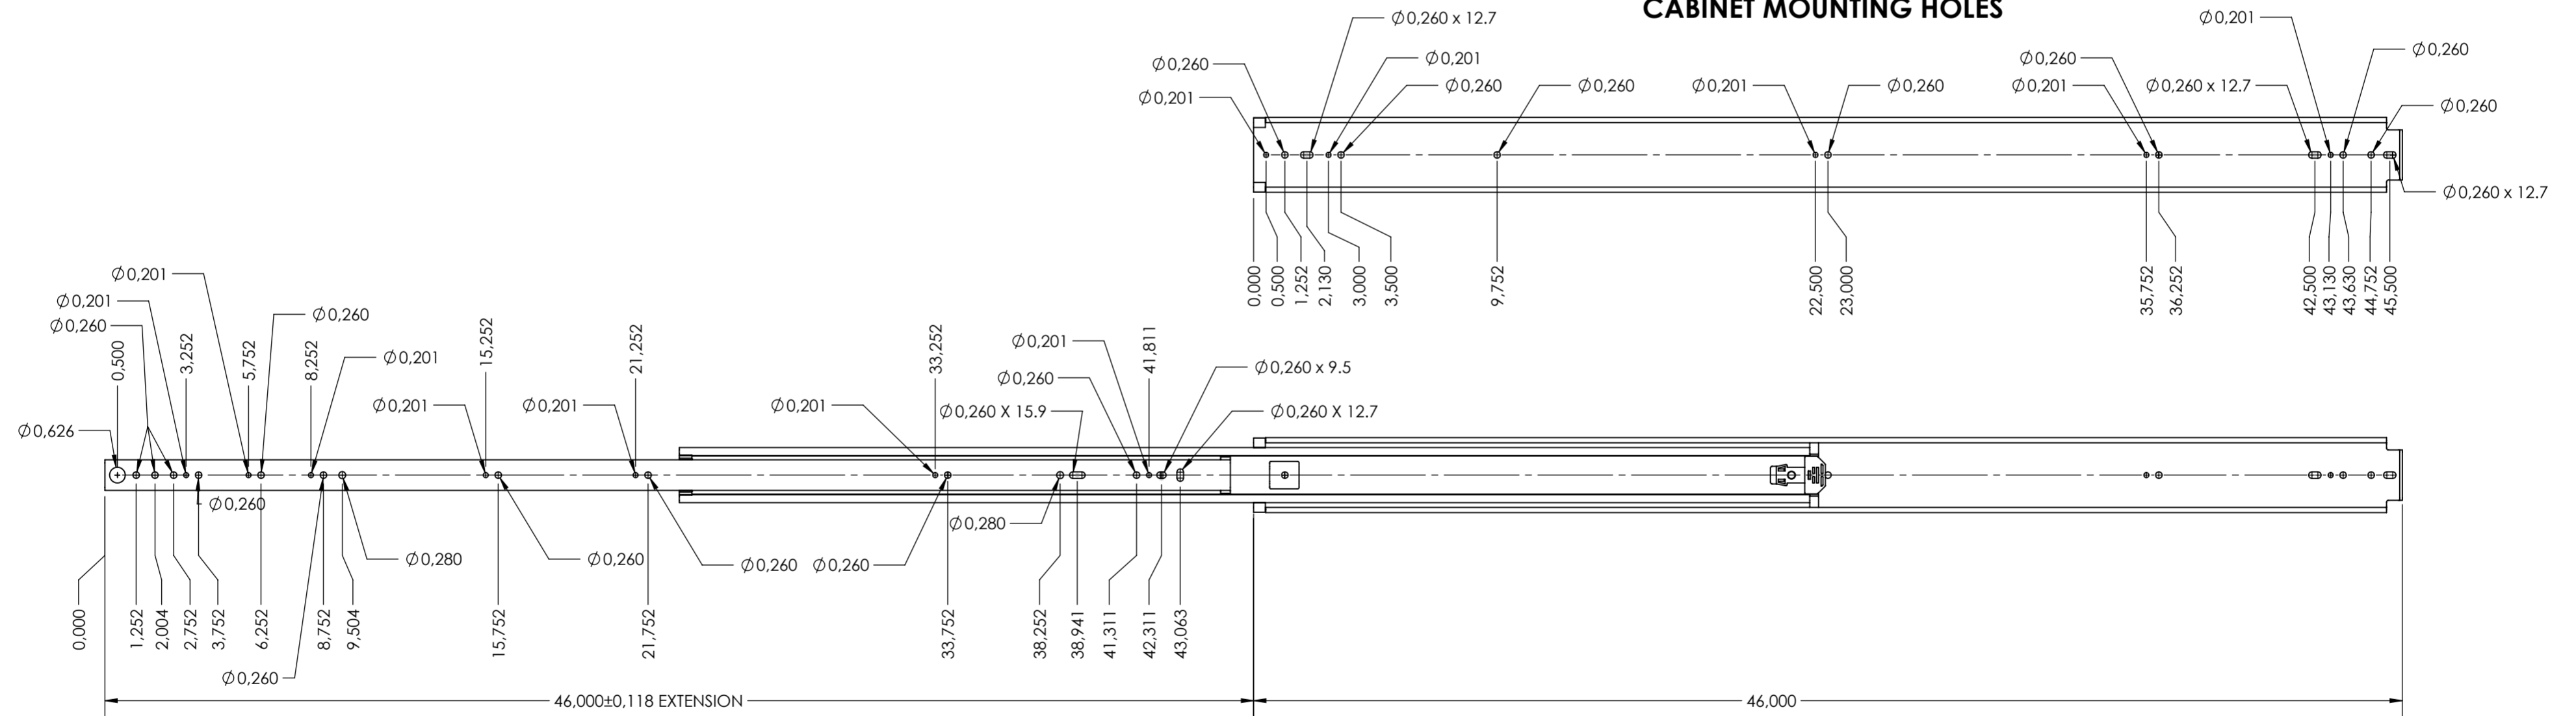 CABINET MOUNTING HOLES
Ø0,260 x 12.7
Ø0,201
Ø0,260
Ø0,260
Ø0,201
Ø0,260
Ø0,201
Ø0,260
Ø0,260
Ø0,201
Ø0,260
Ø0,201
Ø0,260 x 12.7
Ø0,201
Ø0,260
Ø0,260
Ø0,260 x 12.7
0,000
0,500
1,252
2,130
3,000
3,500
9,752
22,500
23,000
35,752
36,252
42,500
43,130
43,630
44,752
45,500
Ø0,201
Ø0,201
Ø0,260
Ø0,260
0,500
3,252
5,752
8,252
15,252
21,252
33,252
41,811
Ø0,201
Ø0,201
Ø0,260 x 9.5
Ø0,260
Ø0,201
Ø0,201
Ø0,201
Ø0,260 X 15.9
Ø0,260 X 12.7
Ø0,626
Ø0,260
Ø0,280
Ø0,280
Ø0,260
Ø0,260
Ø0,260
0,000
1,252
2,004
2,752
3,752
6,252
8,752
9,504
15,752
21,752
33,752
38,252
38,941
41,311
42,311
43,063
Ø0,260
46,000±0,118 EXTENSION
46,000